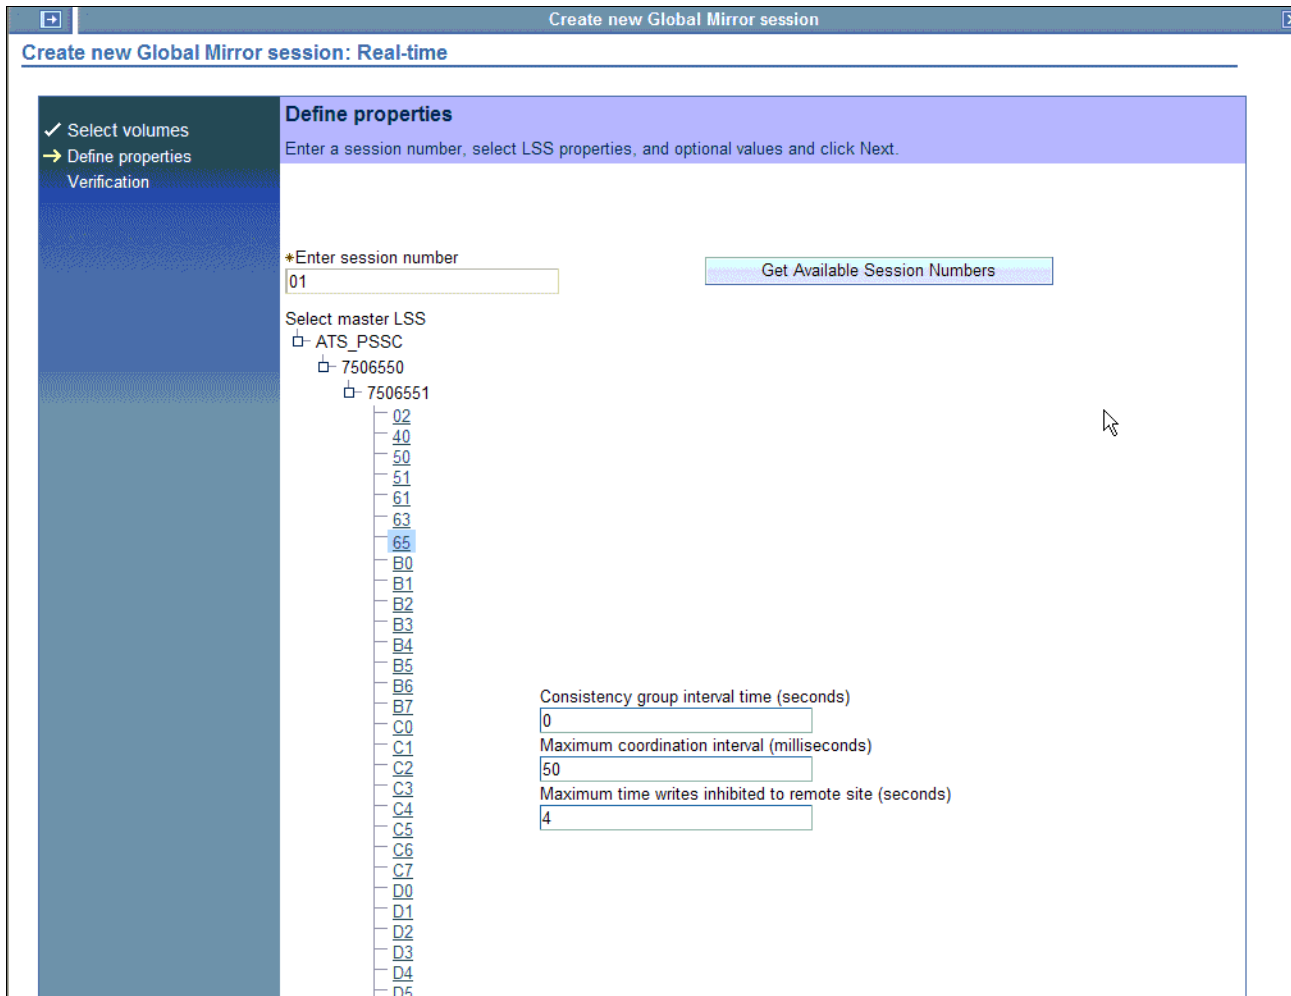 Create new Global Mirror session
Create new Global Mirror session: Real-time
Select volumes
Define properties
Verification
Define properties
Enter a session number, select LSS properties, and optional values and click Next.
*Enter session number
01
Get Available Session Numbers
Select master LSS
ATS_PSSC
7506550
7506551
02
40
50
51
61
63
65
B0
B1
B2
B3
B4
B5
B6
B7
C0
C1
C2
C3
C4
C5
C6
C7
D0
D1
D2
D3
D4
D5
Consistency group interval time (seconds)
0
Maximum coordination interval (milliseconds)
50
Maximum time writes inhibited to remote site (seconds)
4